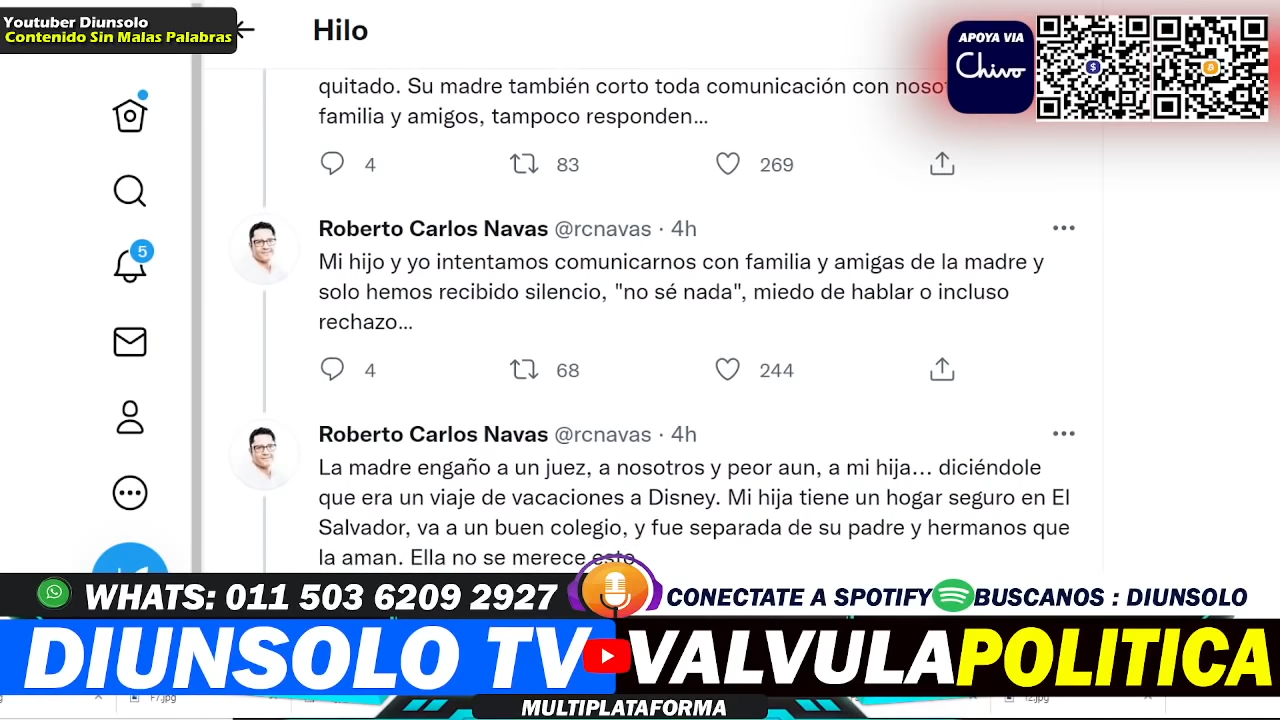 Youtuber Diunsolo
Contenido Sin Malas Palabras
Hilo
APOYA VIA
Chivo
quitado. Su madre también corto toda comunicación con
familia y amigos, tampoco responden...
4 83 269
Roberto Carlos Navas @rcnavas · 4h
Mi hijo y yo intentamos comunicarnos con familia y amigas de la madre y
solo hemos recibido silencio, "no sé nada", miedo de hablar o incluso
rechazo...
5
4 68 244
Roberto Carlos Navas @rcnavas · 4h
La madre engaño a un juez, a nosotros y peor aun, a mi hija... diciéndole
que era un viaje de vacaciones a Disney. Mi hija tiene un hogar seguro en El
Salvador, va a un buen colegio, y fue separada de su padre y hermanos que
la aman. Ella no se merece esto
WHATS: 011 503 6209 2927
CONECTATE A SPOTIFY BUSCANOS : DIUNSOLO
DIUNSOLO TV VALVULA POLITICA
F7.jpg
MULTIPLATAFORMA